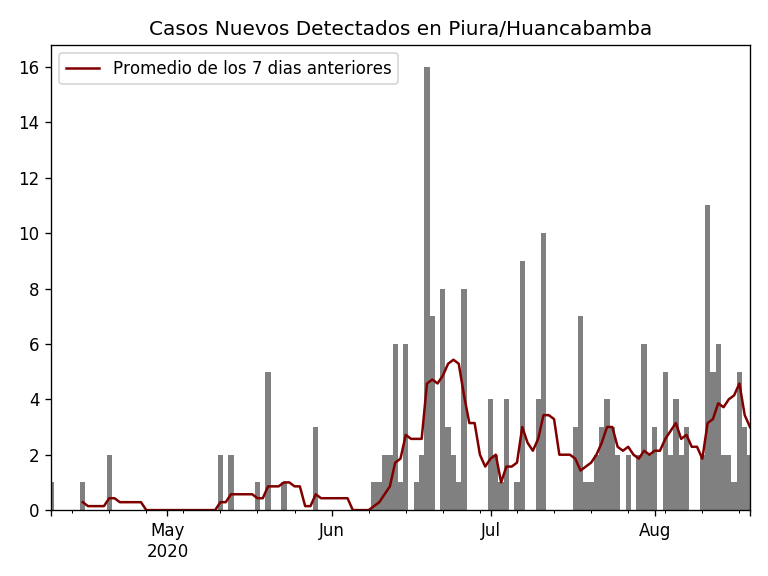 Casos Nuevos Detectados en Piura/Huancabamba
Promedio de los 7 dias anteriores
16
14
12
10
8
6
4
2
0
May
2020
Jun
Jul
Aug